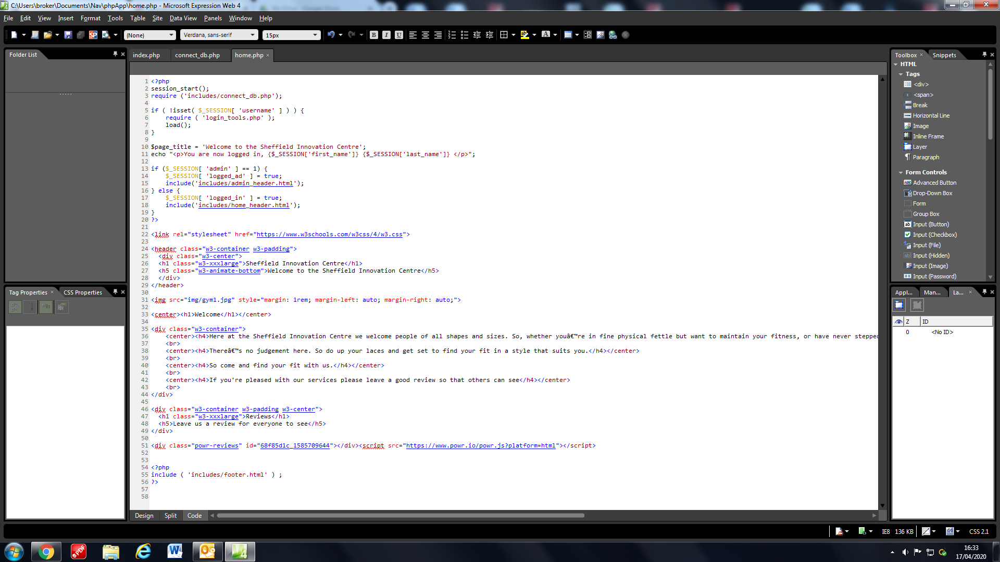 C:\Users\broker\Documents\Nav\phpApp\home.php - Microsoft Expression Web 4
File Edit View Insert Format Tools Table Site Data View Panels Window Help
(None) Verdana, sans-serif 15px
Folder List
index.php connect_db.php home.php
1 <?php
2 session_start();
3 require ('includes/connect_db.php');
4
5 if ( !isset( $_SESSION[ 'username' ] ) ) {
6 require ( 'login_tools.php' );
7 load();
8 }
9
10 $page_title = 'Welcome to the Sheffield Innovation Centre';
11 echo "<p>You are now logged in, {$_SESSION['first_name']} {$_SESSION['last_name']} </p>";
12
13 if ($_SESSION[ 'admin' ] == 1) {
14 $_SESSION[ 'logged_ad' ] = true;
15 include('includes/admin_header.html');
16 } else {
17 $_SESSION[ 'logged_in' ] = true;
18 include('includes/home_header.html');
19 }
20 ?>
21
22 <link rel="stylesheet" href="https://www.w3schools.com/w3css/4/w3.css">
23
24 <header class="w3-container w3-padding">
25 <div class="w3-center">
26 <h1 class="w3-xxxlarge">Sheffield Innovation Centre</h1>
27 <h5 class="w3-animate-bottom">Welcome to the Sheffield Innovation Centre</h5>
28 </div>
29 </header>
30
31 <img src="img/gym1.jpg" style="margin: 1rem; margin-left: auto; margin-right: auto;">
32
33 <center><h1>Welcome</h1></center>
34
35 <div class="w3-container">
36 <center><h4>Here at the Sheffield Innovation Centre we welcome people of all shapes and sizes. So, whether youâ€™re in fine physical fettle but want to maintain your fitness, or have never stepped
37 <br>
38 <center><h4>Thereâ€™s no judgement here. So do up your laces and get set to find your fit in a style that suits you.</h4></center>
39 <br>
40 <center><h4>So come and find your fit with us.</h4></center>
41 <br>
42 <center><h4>If you're pleased with our services please leave a good review so that others can see</h4></center>
43 <br>
44 </div>
45
46 <div class="w3-container w3-padding w3-center">
47 <h1 class="w3-xxxlarge">Reviews</h1>
48 <h5>Leave us a review for everyone to see</h5>
49 </div>
50
51 <div class="powr-reviews" id="68f85d1c_1585709644"></div><script src="https://www.powr.io/powr.js?platform=html"></script>
52
53
54 <?php
55 include ( 'includes/footer.html' ) ;
56 ?>
57
58
Design Split Code
Tag Properties CSS Properties
Toolbox Snippets
HTML
Tags
<div>
<span>
Break
Horizontal Line
Image
Inline Frame
Layer
Paragraph
Form Controls
Advanced Button
Drop-Down Box
Form
Group Box
Input (Button)
Input (Checkbox)
Input (File)
Input (Hidden)
Input (Image)
Input (Password)
Appl... Man... La...
Z ID
0 <No ID>
IE8 136 KB CSS 2.1
16:33
17/04/2020